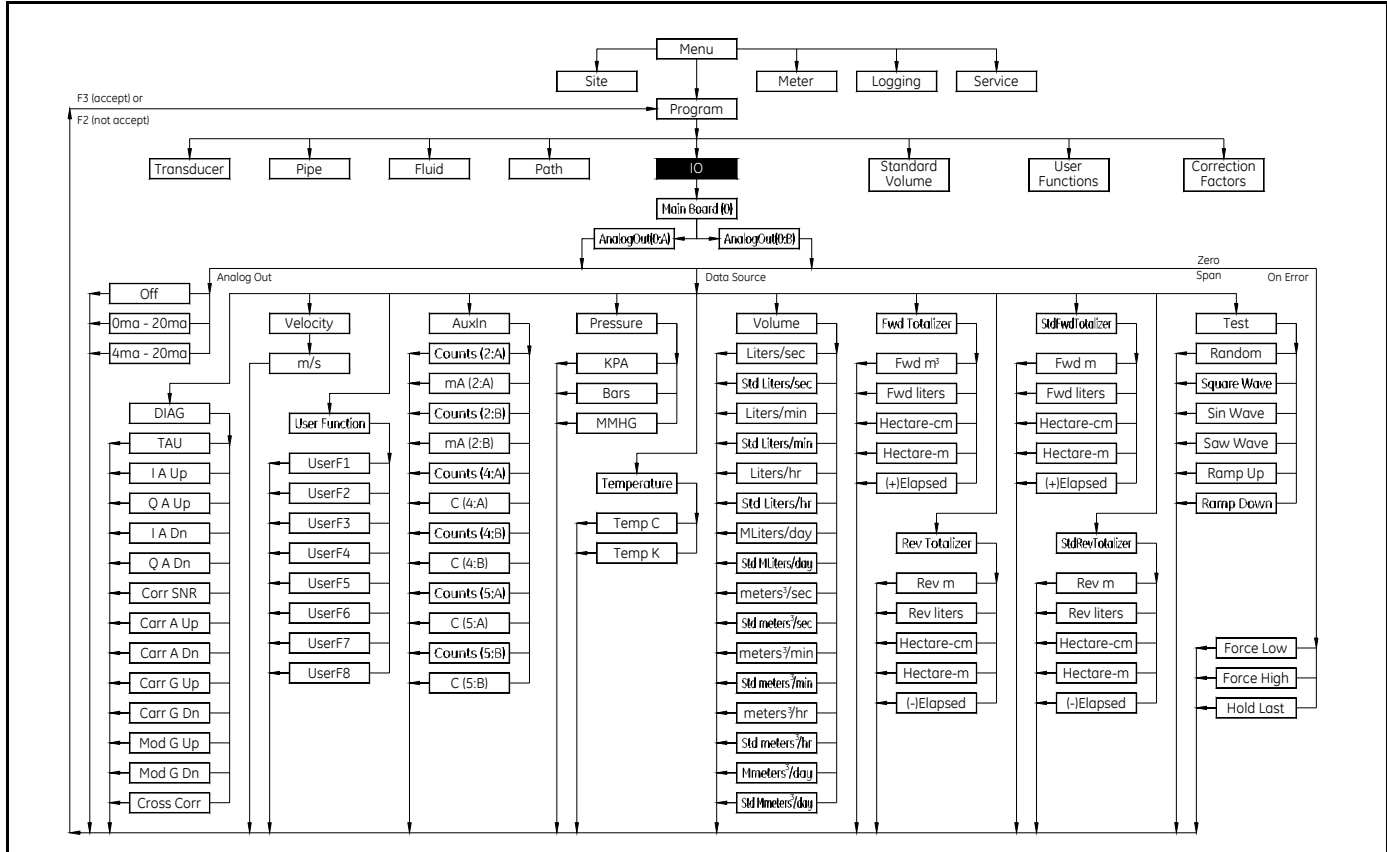 Menu
Site
Meter
Logging
Service
F3 (accept) or
F2 (not accept)
Program
Transducer
Pipe
Fluid
Path
IO
Standard
Volume
User
Functions
Correction
Factors
Main Board (0)
AnalogOut(0:A)
AnalogOut(0:B)
Analog Out
Data Source
Zero
Span
On Error
Off
0ma - 20ma
4ma - 20ma
DIAG
TAU
I A Up
Q A Up
I A Dn
Q A Dn
Corr SNR
Carr A Up
Carr A Dn
Carr G Up
Carr G Dn
Mod G Up
Mod G Dn
Cross Corr
Velocity
m/s
User Function
UserF1
UserF2
UserF3
UserF4
UserF5
UserF6
UserF7
UserF8
AuxIn
Counts (2:A)
mA (2:A)
Counts (2:B)
mA (2:B)
Counts (4:A)
C (4:A)
Counts (4:B)
C (4:B)
Counts (5:A)
C (5:A)
Counts (5:B)
C (5:B)
Pressure
KPA
Bars
MMHG
Temperature
Temp C
Temp K
Volume
Liters/sec
Std Liters/sec
Liters/min
Std Liters/min
Liters/hr
Std Liters/hr
MLiters/day
Std MLiters/day
meters³/sec
Std meters³/sec
meters³/min
Std meters³/min
meters³/hr
Std meters³/hr
Mmeters³/day
Std Mmeters³/day
Fwd Totalizer
Fwd m³
Fwd liters
Hectare-cm
Hectare-m
(+)Elapsed
Rev Totalizer
Rev m
Rev liters
Hectare-cm
Hectare-m
(-)Elapsed
StdFwdTotalizer
Fwd m
Fwd liters
Hectare-cm
Hectare-m
(+)Elapsed
StdRevTotalizer
Rev m
Rev liters
Hectare-cm
Hectare-m
(-)Elapsed
Test
Random
Square Wave
Sin Wave
Saw Wave
Ramp Up
Ramp Down
Force Low
Force High
Hold Last